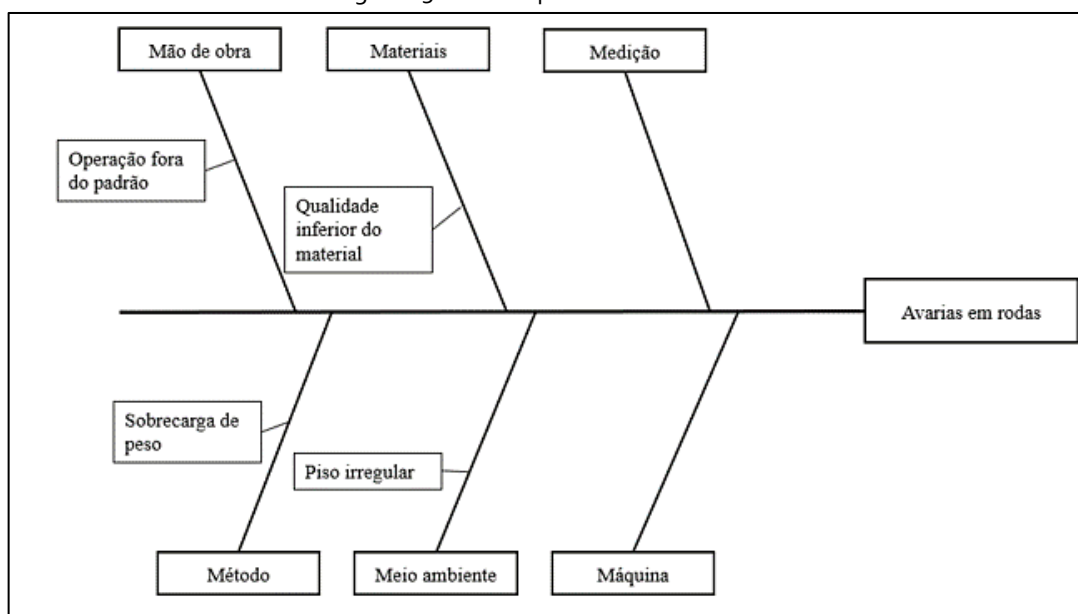 Mão de obra
Materiais
Medição
Operação fora
do padrão
Qualidade
inferior do
material
Avarias em rodas
Sobrecarga de
peso
Piso irregular
Método
Meio ambiente
Máquina